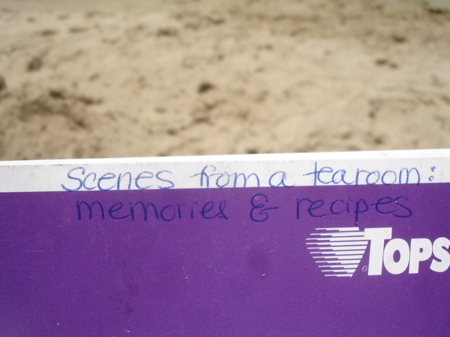 Scenes from a tearoom:
memories & recipes
TOPS